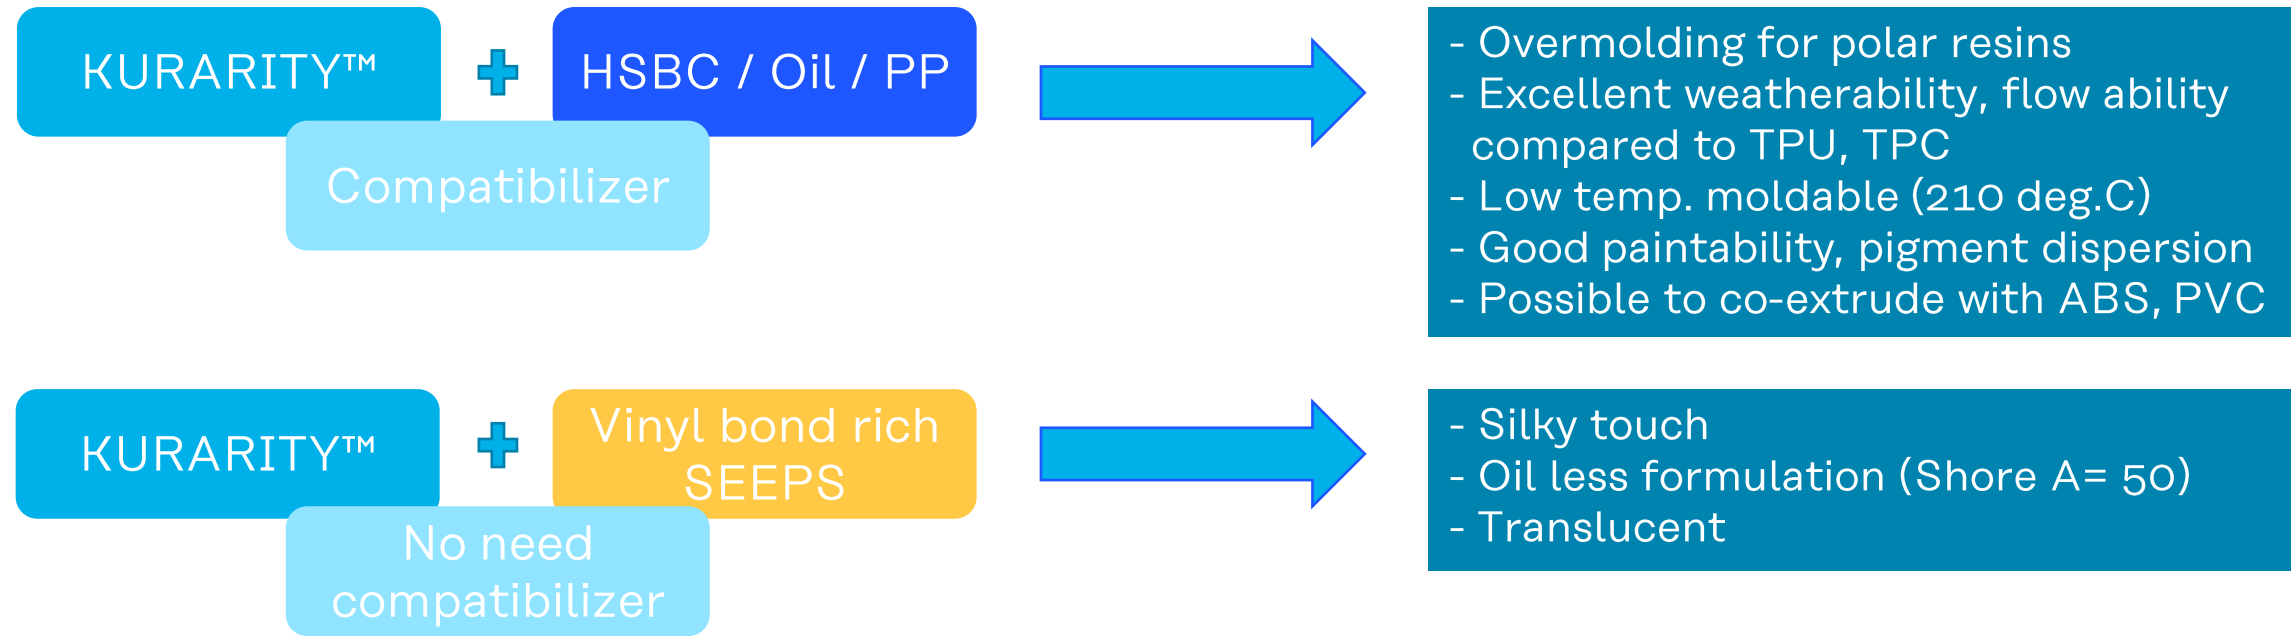 KURARITY™
HSBC / Oil / PP
Compatibilizer
- Overmolding for polar resins
- Excellent weatherability, flow ability
compared to TPU, TPC
- Low temp. moldable (210 deg.C)
- Good paintability, pigment dispersion
- Possible to co-extrude with ABS, PVC
KURARITY™
Vinyl bond rich
SEEPS
No need
compatibilizer
- Silky touch
- Oil less formulation (Shore A= 50)
- Translucent